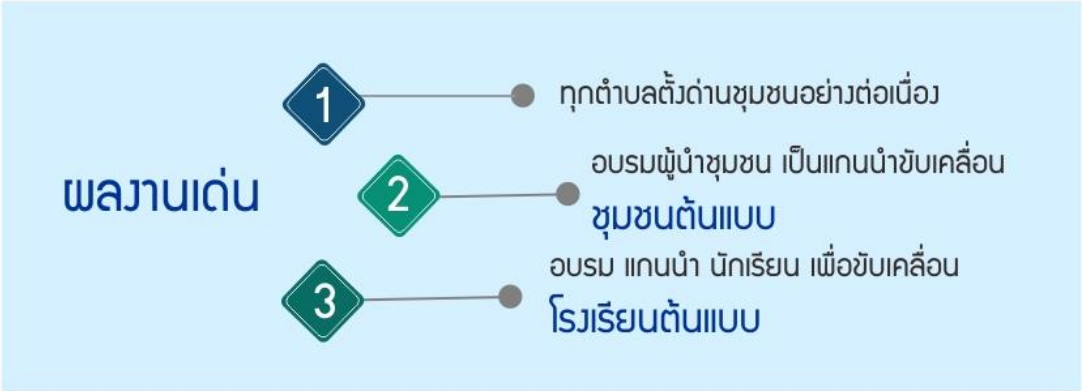 ผลงานเด่น
1
ทุกตำบลตั้งด่านชุมชนอย่างต่อเนื่อง
2
อบรมผู้นำชุมชน เป็นแกนนำขับเคลื่อน
ชุมชนต้นแบบ
3
อบรม แกนนำ นักเรียน เพื่อขับเคลื่อน
โรงเรียนต้นแบบ